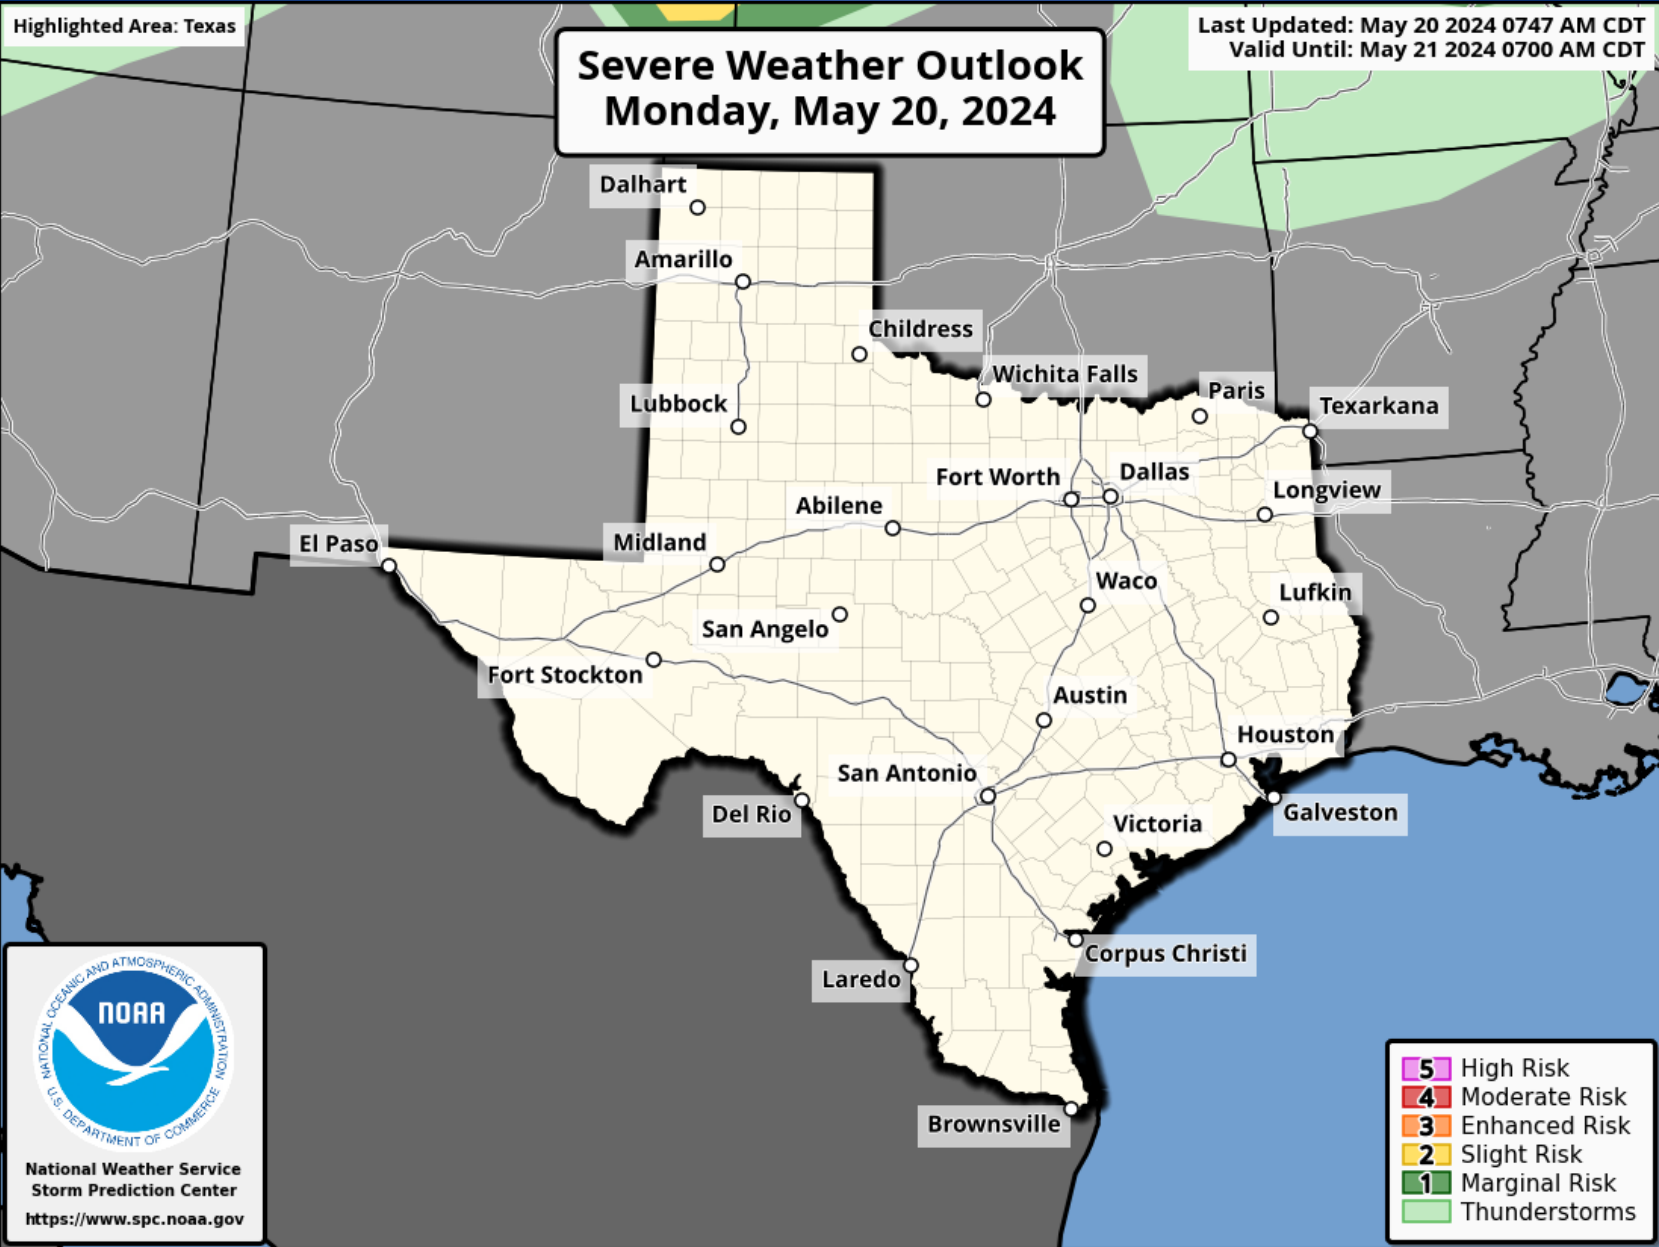 Highlighted Area: Texas
Severe Weather Outlook
Monday, May 20, 2024
Last Updated: May 20 2024 0747 AM CDT
Valid Until: May 21 2024 0700 AM CDT
Dalhart
Amarillo
Childress
Wichita Falls
Paris
Texarkana
Lubbock
Fort Worth
Dallas
Longview
Abilene
El Paso
Midland
Waco
Lufkin
San Angelo
Fort Stockton
Austin
Houston
San Antonio
Del Rio
Galveston
Victoria
Corpus Christi
Laredo
Brownsville
NATIONAL OCEANIC AND ATMOSPHERIC ADMINISTRATION
NOAA
U.S. DEPARTMENT OF COMMERCE
National Weather Service
Storm Prediction Center
https://www.spc.noaa.gov
5 High Risk
4 Moderate Risk
3 Enhanced Risk
2 Slight Risk
1 Marginal Risk
Thunderstorms